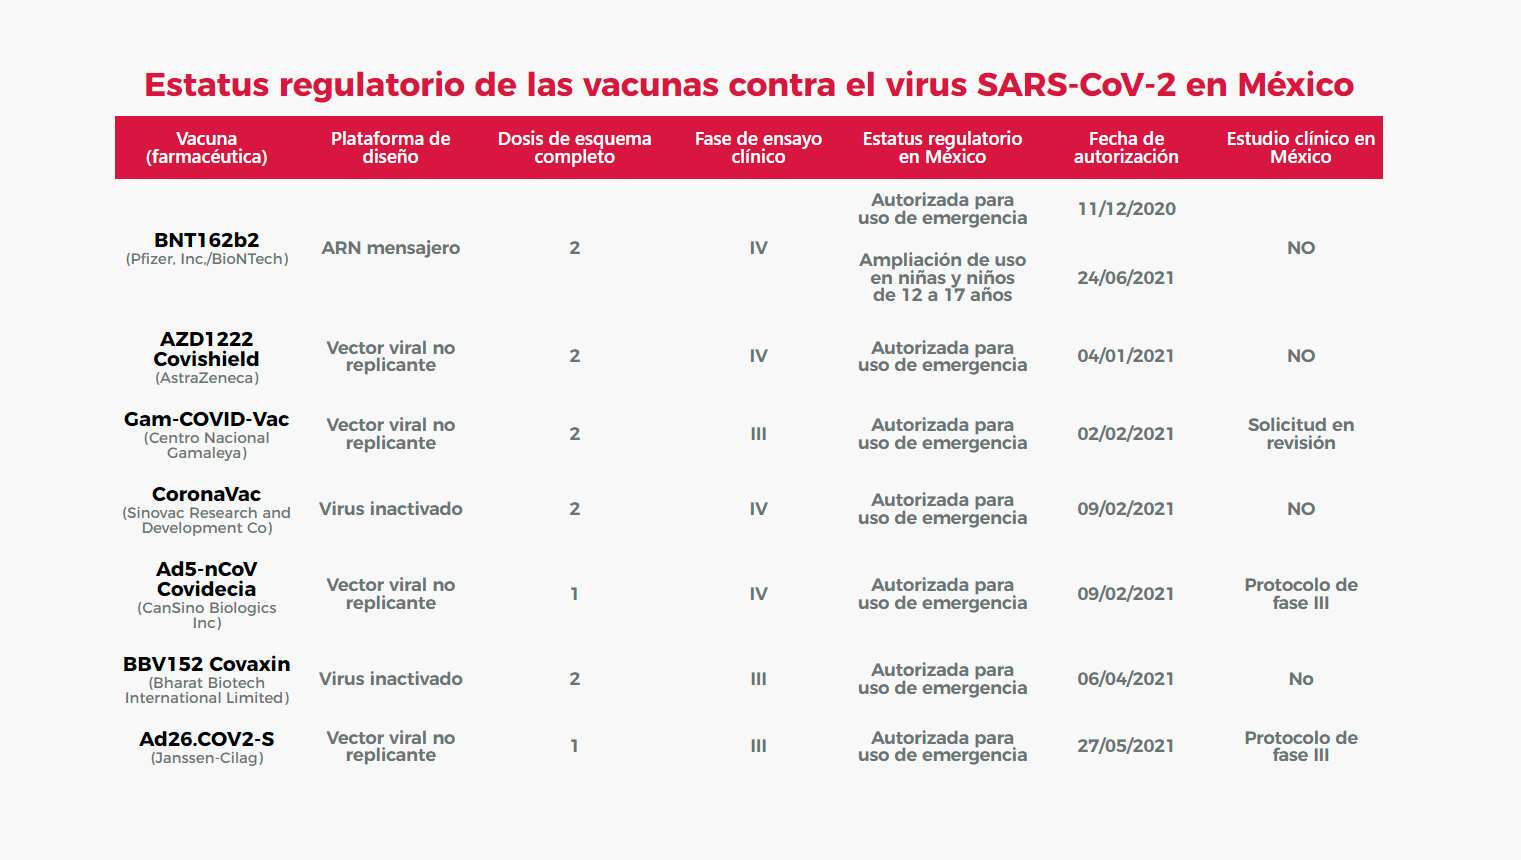 Estatus regulatorio de las vacunas contra el virus SARS-CoV-2 en México
Vacuna
(farmacéutica)
Plataforma de
diseño
Dosis de esquema
completo
Fase de ensayo
clínico
Estatus regulatorio
en México
Fecha de
autorización
Estudio clínico en
México
BNT162b2
(Pfizer, Inc,/BioNTech)
ARN mensajero
2
IV
Autorizada para
uso de emergencia
11/12/2020
Ampliación de uso
en niñas y niños
de 12 a 17 años
24/06/2021
NO
AZD1222
Covishield
(AstraZeneca)
Vector viral no
replicante
2
IV
Autorizada para
uso de emergencia
04/01/2021
NO
Gam-COVID-Vac
(Centro Nacional
Gamaleya)
Vector viral no
replicante
2
III
Autorizada para
uso de emergencia
02/02/2021
Solicitud en
revisión
CoronaVac
(Sinovac Research and
Development Co)
Virus inactivado
2
IV
Autorizada para
uso de emergencia
09/02/2021
NO
Ad5-nCoV
Covidecia
(CanSino Biologics
Inc)
Vector viral no
replicante
1
IV
Autorizada para
uso de emergencia
09/02/2021
Protocolo de
fase III
BBV152 Covaxin
(Bharat Biotech
International Limited)
Virus inactivado
2
III
Autorizada para
uso de emergencia
06/04/2021
No
Ad26.COV2-S
(Janssen-Cilag)
Vector viral no
replicante
1
III
Autorizada para
uso de emergencia
27/05/2021
Protocolo de
fase III